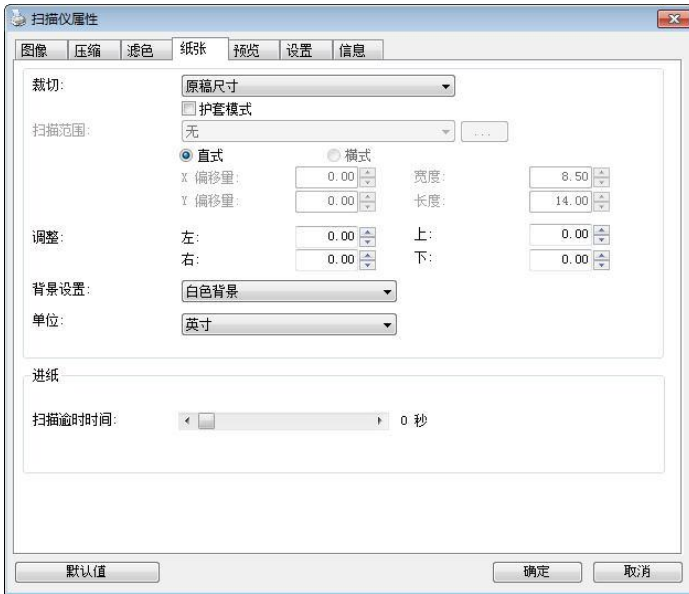 扫描仪属性
图像 压缩 滤色 纸张 预览 设置 信息
裁切: 原稿尺寸
护套模式
扫描范围: 无 ...
直式 横式
X 偏移量: 0.00 宽度: 8.50
Y 偏移量: 0.00 长度: 14.00
调整: 左: 0.00 上: 0.00
右: 0.00 下: 0.00
背景设置: 白色背景
单位: 英寸
进纸
扫描逾时时间: 0 秒
默认值 确定 取消